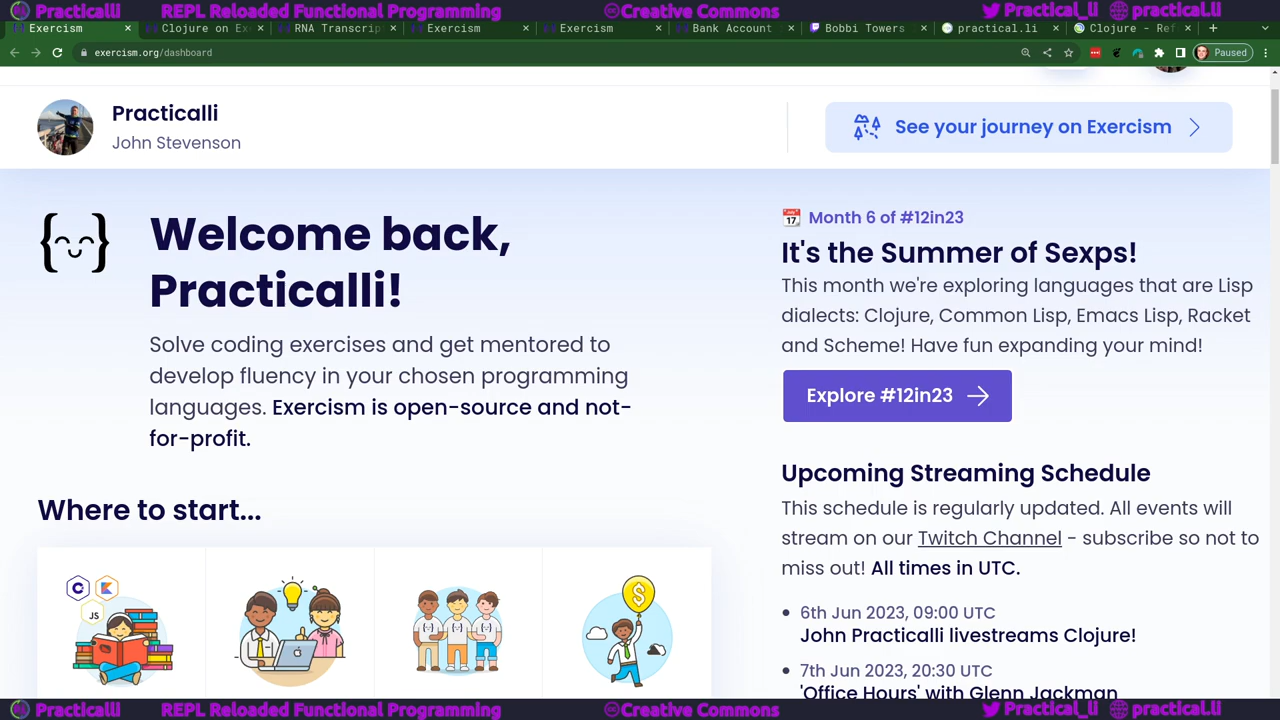 Practicalli REPL Reloaded Functional Programming Creative Commons Practical_li practical.li
Exercism Clojure on Ex RNA Transcrip Exercism Exercism Bank Account Bobbi Towers practical.li Clojure - Ref
exercism.org/dashboard Paused
Practicalli
John Stevenson
See your journey on Exercism
Welcome back,
Practicalli!
Solve coding exercises and get mentored to
develop fluency in your chosen programming
languages. Exercism is open-source and not-
for-profit.
Where to start...
JS
Month 6 of #12in23
It's the Summer of Sexps!
This month we're exploring languages that are Lisp
dialects: Clojure, Common Lisp, Emacs Lisp, Racket
and Scheme! Have fun expanding your mind!
Explore #12in23
Upcoming Streaming Schedule
This schedule is regularly updated. All events will
stream on our Twitch Channel - subscribe so not to
miss out! All times in UTC.
6th Jun 2023, 09:00 UTC
John Practicalli livestreams Clojure!
7th Jun 2023, 20:30 UTC
'Office Hours' with Glenn Jackman
Practicalli REPL Reloaded Functional Programming Creative Commons Practical_li practical.li